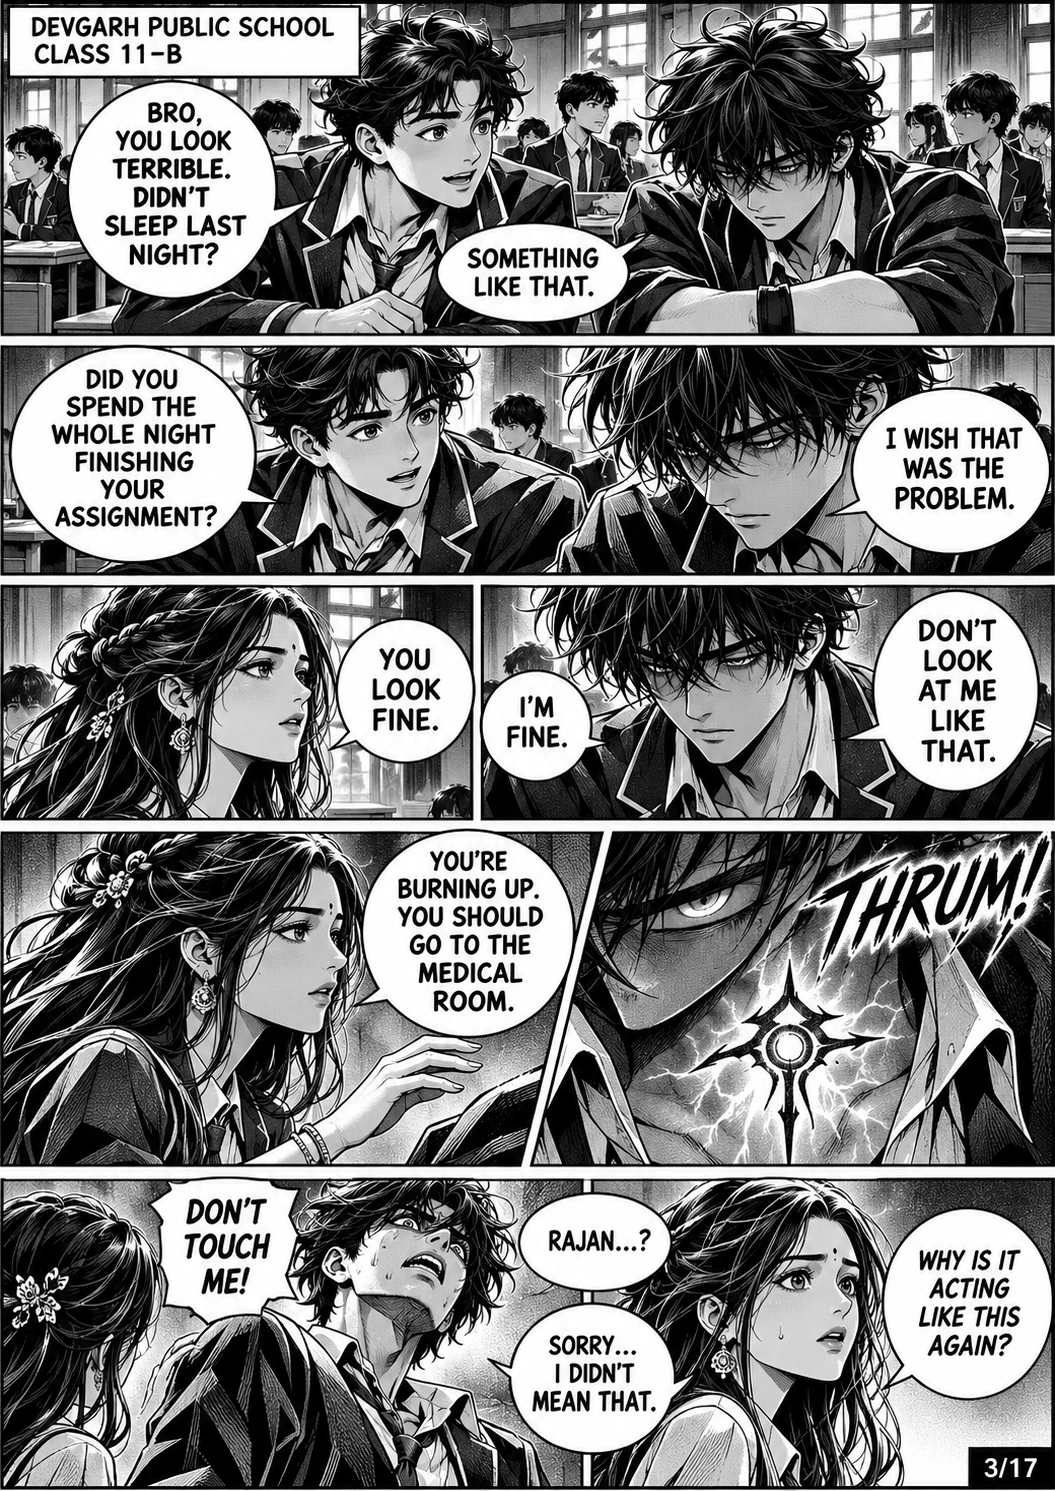 DEVGARH PUBLIC SCHOOL
CLASS 11-B
BRO,
YOU LOOK
TERRIBLE.
DIDN'T
SLEEP LAST
NIGHT?
SOMETHING
LIKE THAT.
DID YOU
SPEND THE
WHOLE NIGHT
FINISHING
YOUR
ASSIGNMENT?
I WISH THAT
WAS THE
PROBLEM.
YOU
LOOK
FINE.
I'M
FINE.
DON'T
LOOK
AT ME
LIKE
THAT.
YOU'RE
BURNING UP.
YOU SHOULD
GO TO THE
MEDICAL
ROOM.
THRUM!
DON'T
TOUCH
ME!
RAJAN...?
SORRY...
I DIDN'T
MEAN THAT.
WHY IS IT
ACTING
LIKE THIS
AGAIN?
3/17